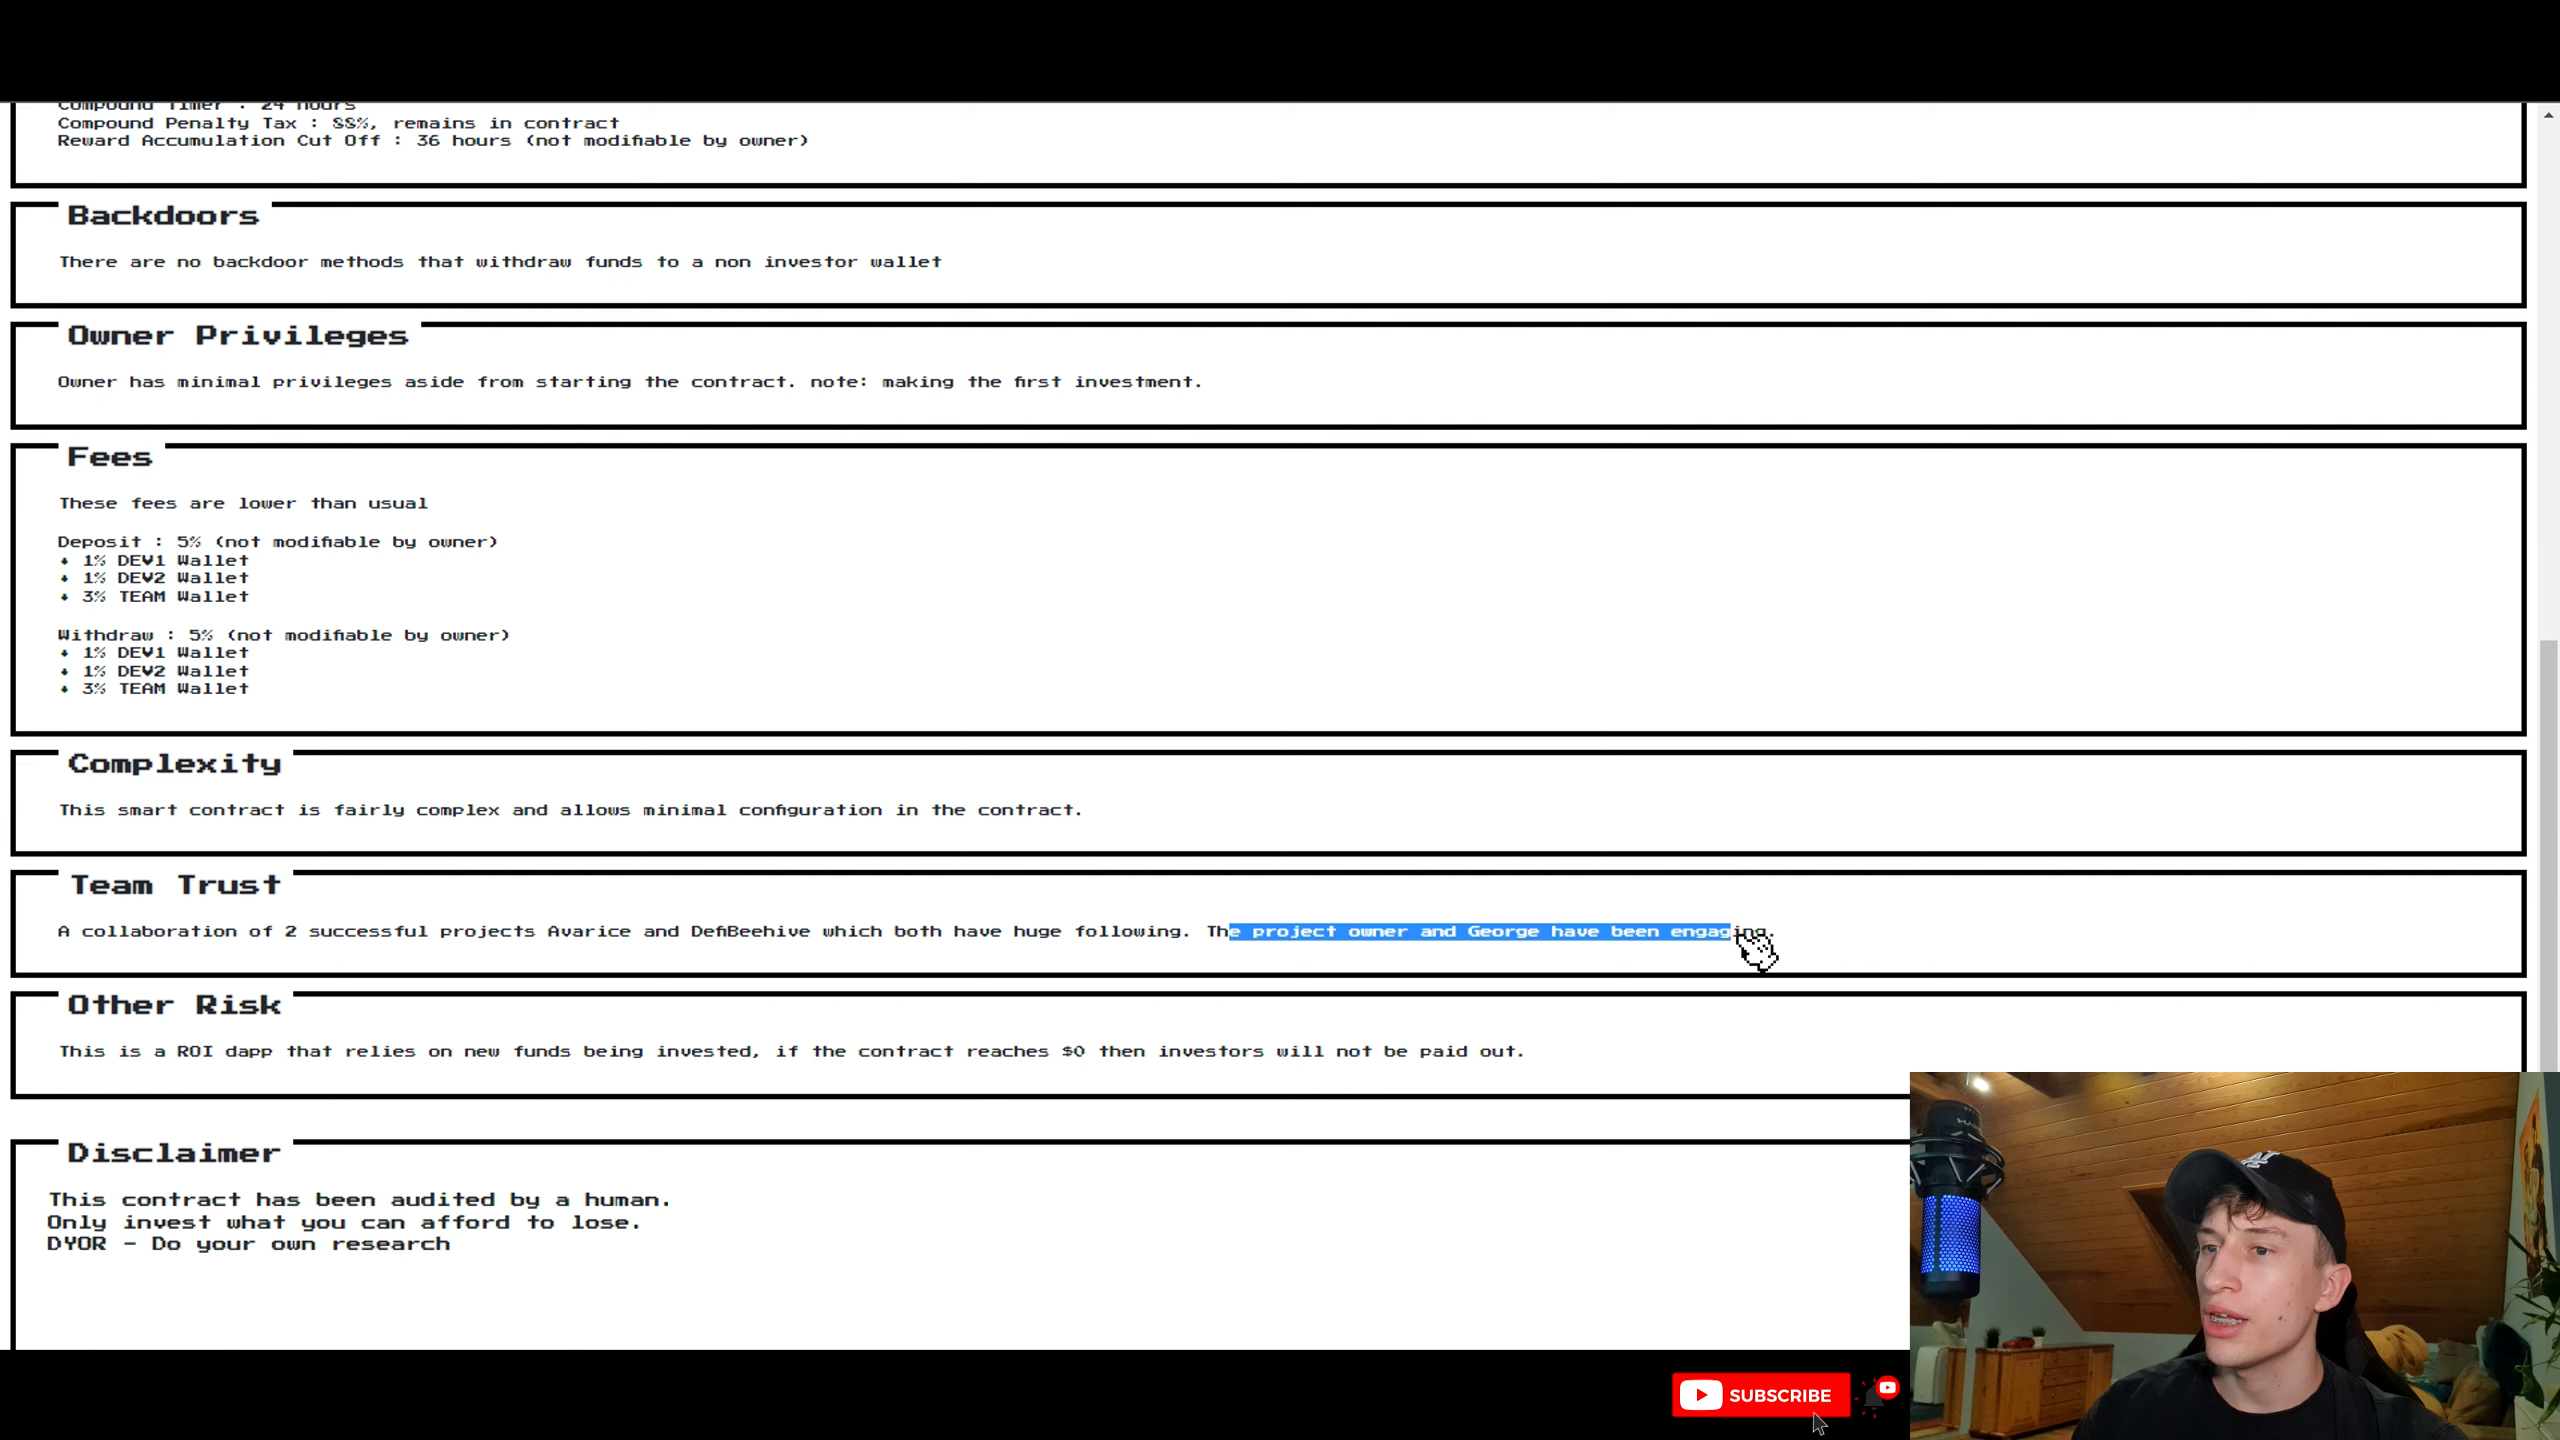 Compound Timer : 24 hours
Compound Penalty Tax : 88%, remains in contract
Reward Accumulation Cut Off : 36 hours (not modifiable by owner)
Backdoors
There are no backdoor methods that withdraw funds to a non investor wallet
Owner Privileges
Owner has minimal privileges aside from starting the contract. note: making the first investment.
Fees
These fees are lower than usual
Deposit : 5% (not modifiable by owner)
• 1% DEV1 Wallet
• 1% DEV2 Wallet
• 3% TEAM Wallet
Withdraw : 5% (not modifiable by owner)
• 1% DEV1 Wallet
• 1% DEV2 Wallet
• 3% TEAM Wallet
Complexity
This smart contract is fairly complex and allows minimal configuration in the contract.
Team Trust
A collaboration of 2 successful projects Avarice and DefiBeehive which both have huge following. The project owner and George have been engaging.
Other Risk
This is a ROI dapp that relies on new funds being invested, if the contract reaches $0 then investors will not be paid out.
Disclaimer
This contract has been audited by a human.
Only invest what you can afford to lose.
DYOR - Do your own research
SUBSCRIBE